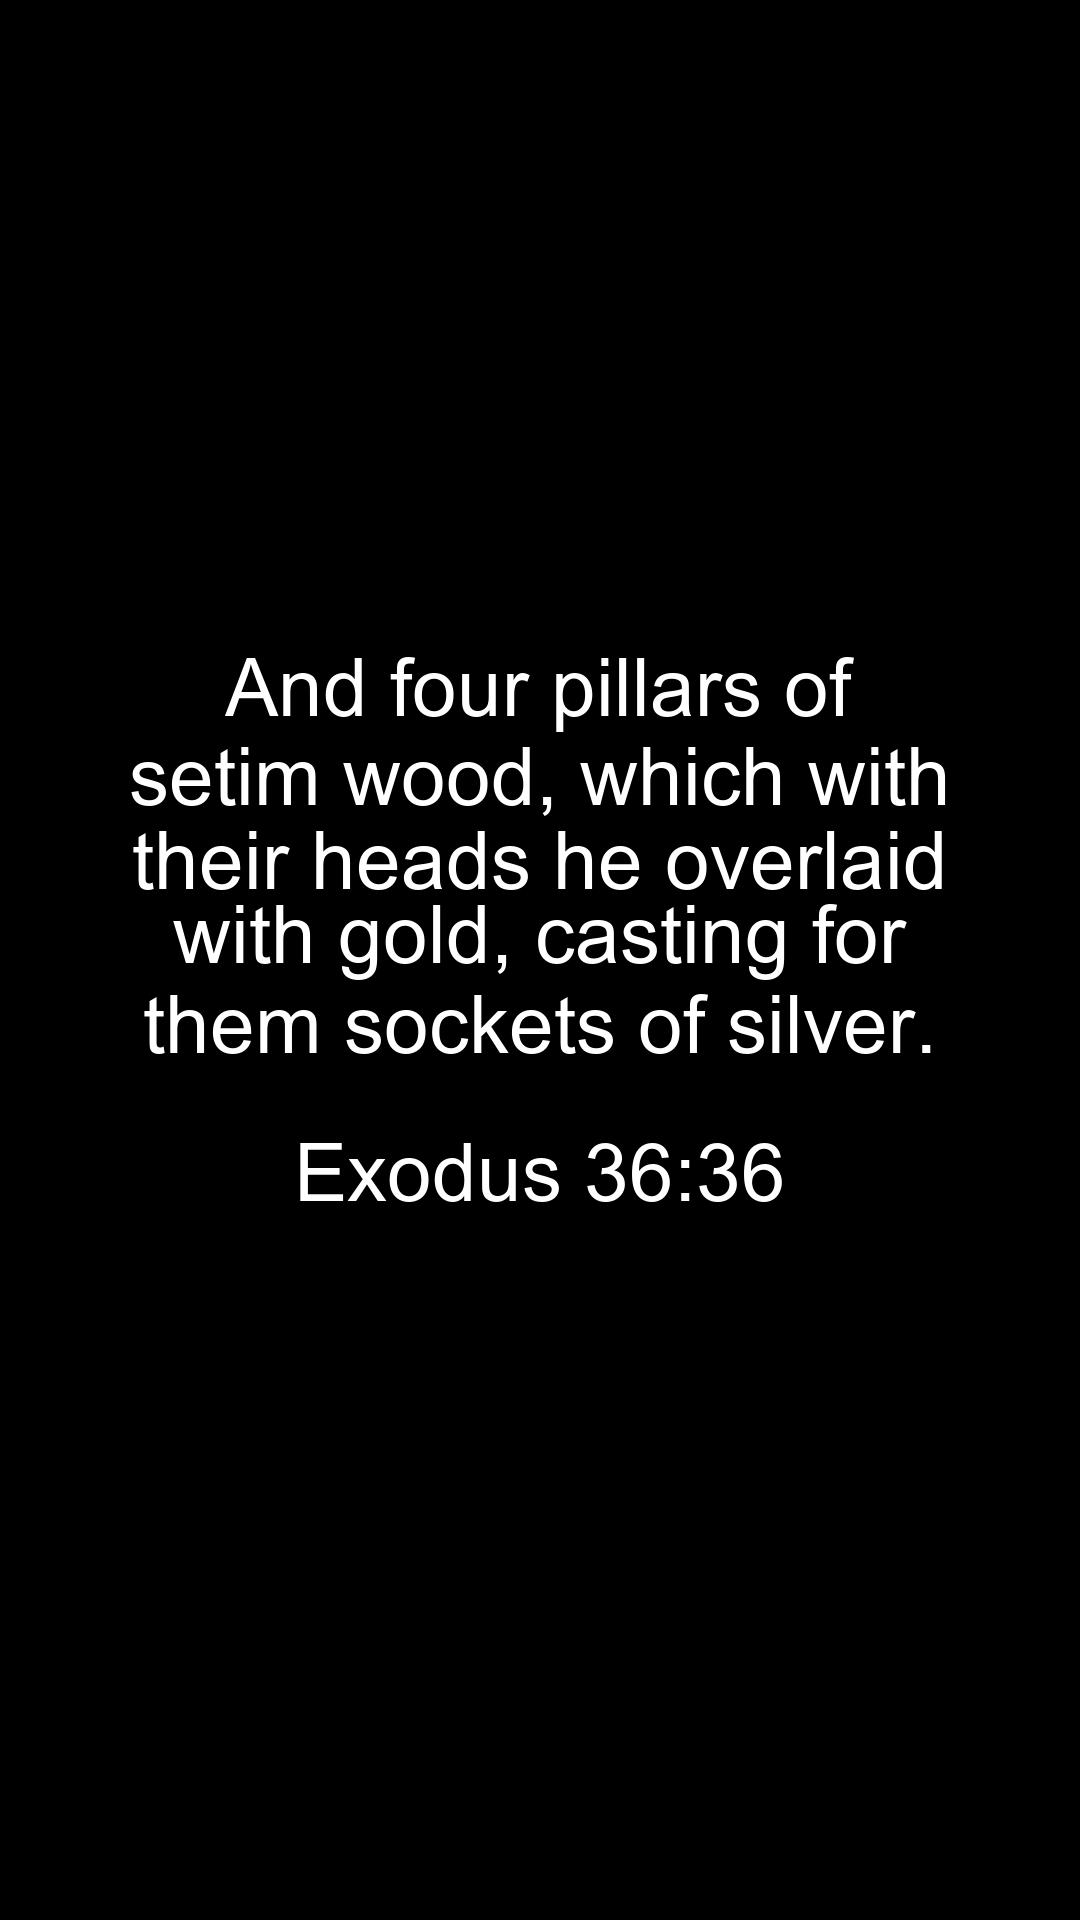 And four pillars of
setim wood, which with
their heads he overlaid
with gold, casting for
them sockets of silver.
Exodus 36:36